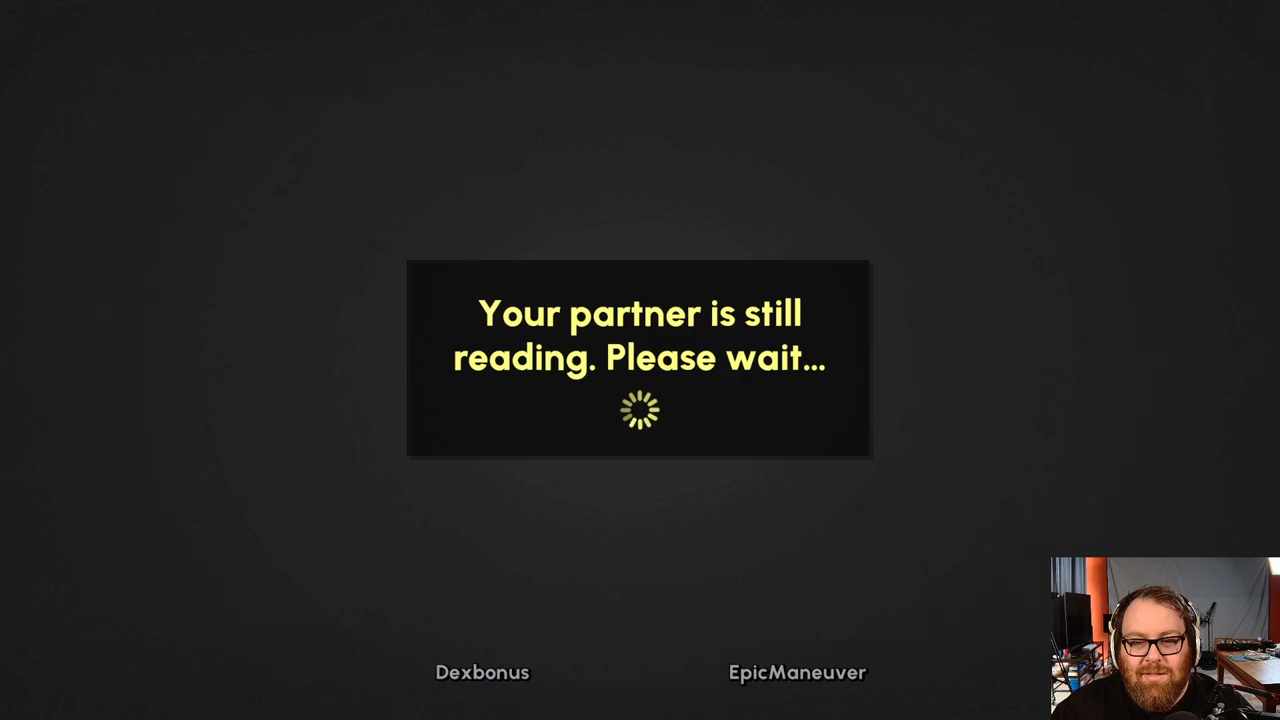 Your partner is still
reading. Please wait...
Dexbonus
EpicManeuver